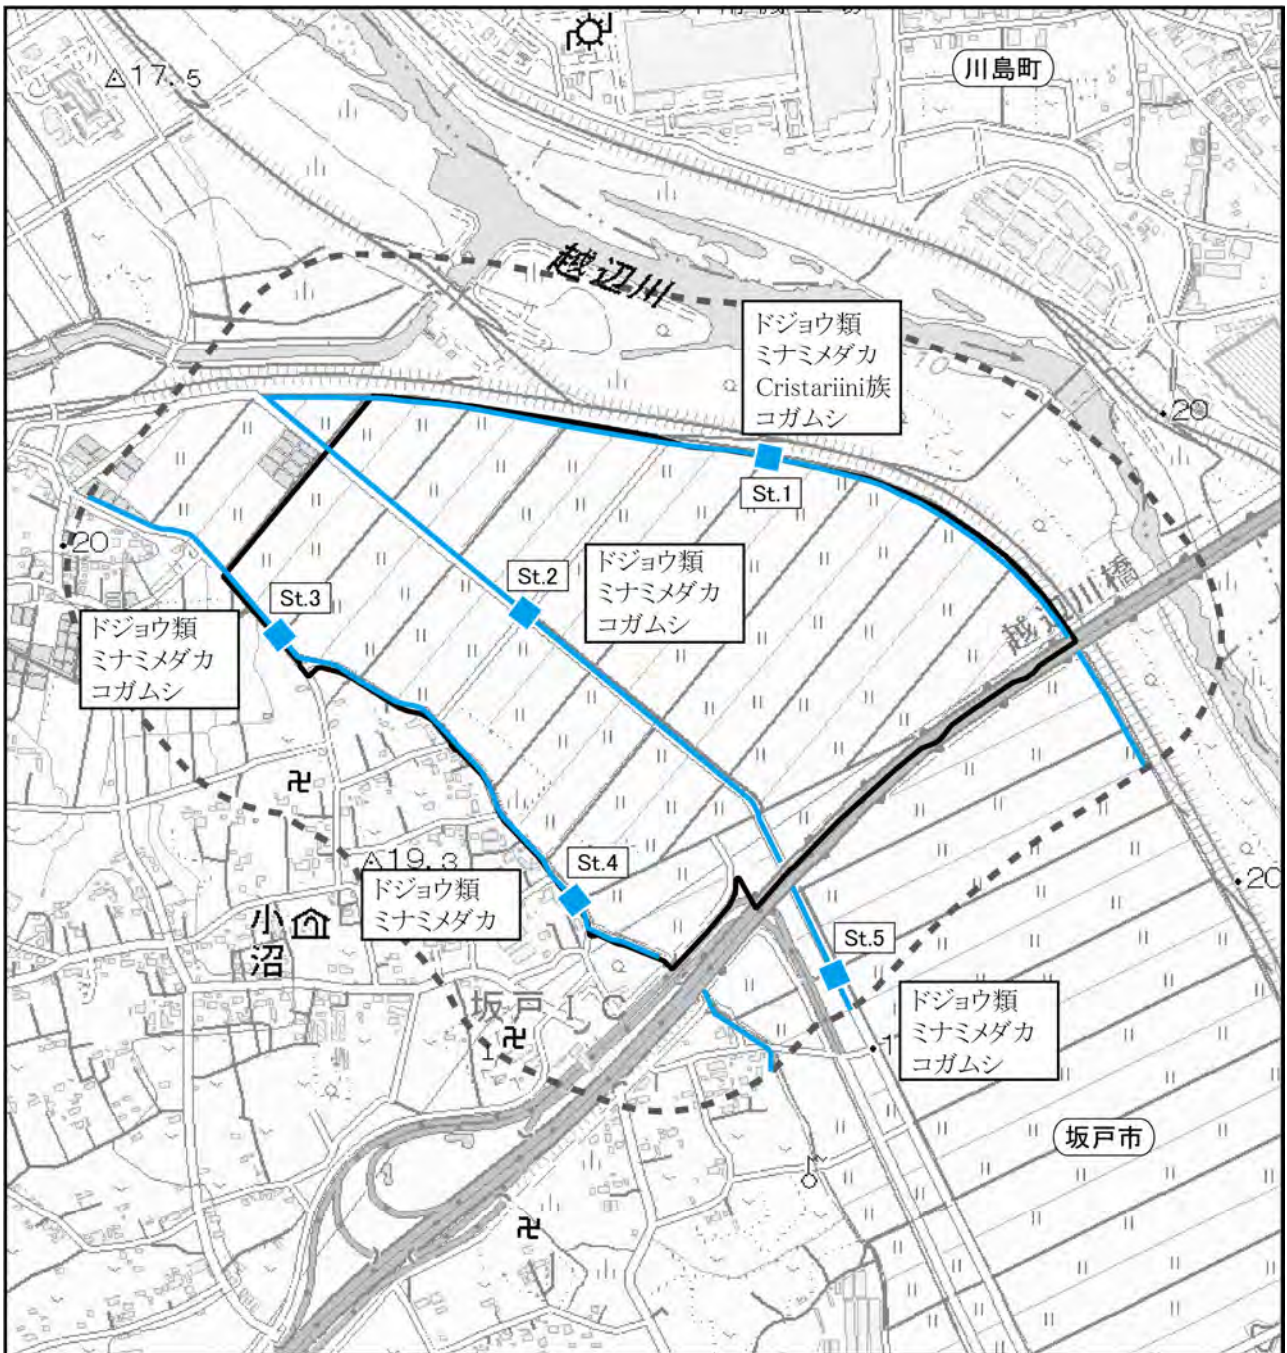 川島町
△17.5
越辺川
ドジョウ類
ミナミメダカ
Cristariini族
コガムシ
20
St.1
越辺川橋
St.2
ドジョウ類
ミナミメダカ
コガムシ
20
St.3
ドジョウ類
ミナミメダカ
コガムシ
△19.3
St.4
ドジョウ類
ミナミメダカ
20
小沼
St.5
坂戸IC
ドジョウ類
ミナミメダカ
コガムシ
坂戸市